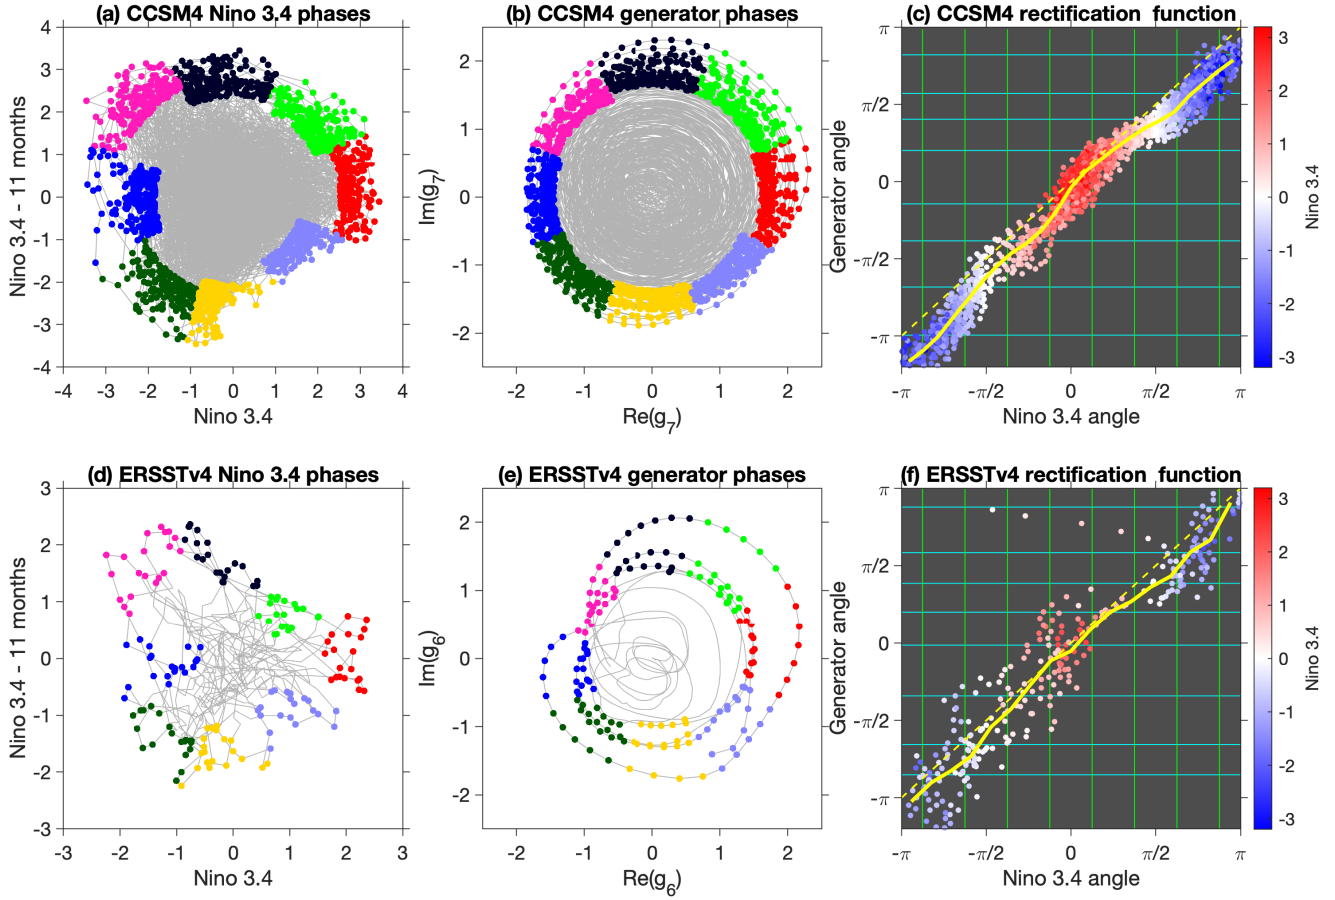 (a) CCSM4 Nino 3.4 phases
4
3
2
1
0
-1
-2
-3
-4
-4 -3 -2 -1 0 1 2 3 4
Nino 3.4
Nino 3.4 - 11 months
(b) CCSM4 generator phases
2
1
0
-1
-2
-2 -1 0 1 2
Re(g7)
Im(g7)
(c) CCSM4 rectification function
π
π/2
0
-π/2
-π
-π -π/2 0 π/2 π
Nino 3.4 angle
Generator angle
3
2
1
0
-1
-2
-3
Nino 3.4
(d) ERSSTv4 Nino 3.4 phases
3
2
1
0
-1
-2
-3
-3 -2 -1 0 1 2 3
Nino 3.4
Nino 3.4 - 11 months
(e) ERSSTv4 generator phases
2
1
0
-1
-2
-2 -1 0 1 2
Re(g6)
Im(g6)
(f) ERSSTv4 rectification function
π
π/2
0
-π/2
-π
-π -π/2 0 π/2 π
Nino 3.4 angle
Generator angle
3
2
1
0
-1
-2
-3
Nino 3.4